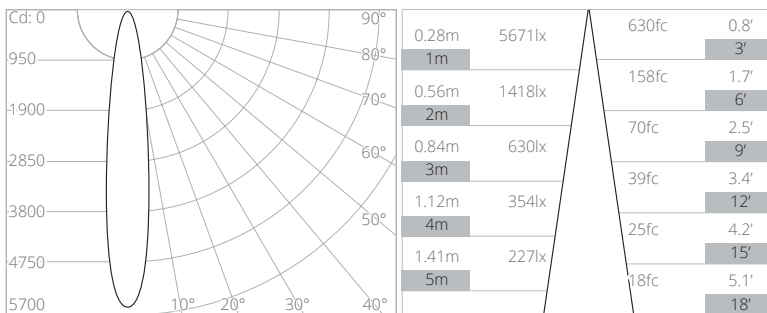 Cd: 0
950
1900
2850
3800
4750
5700
90°
80°
70°
60°
50°
40°
30°
20°
10°
0.28m 5671lx
1m
0.56m 1418lx
2m
0.84m 630lx
3m
1.12m 354lx
4m
1.41m 227lx
5m
630fc 0.8'
3'
158fc 1.7'
6'
70fc 2.5'
9'
39fc 3.4'
12'
25fc 4.2'
15'
18fc 5.1'
18'